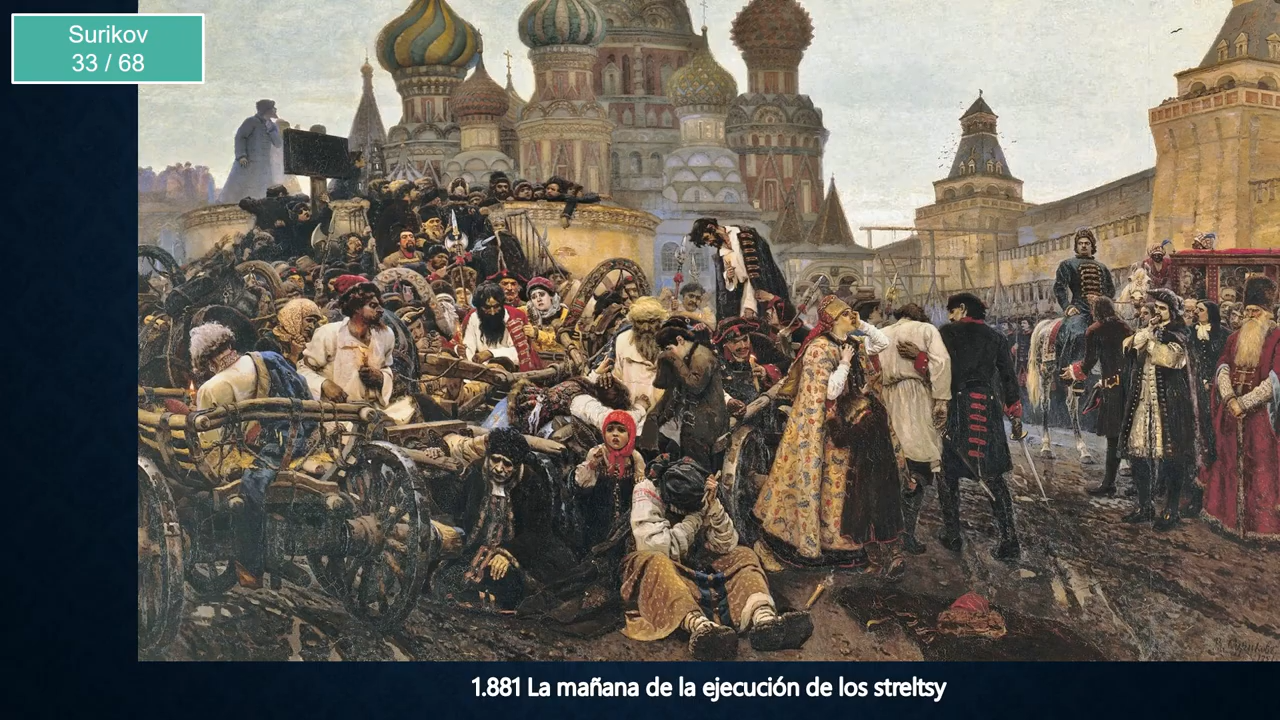 Surikov
33 / 68
1.881 La mañana de la ejecución de los streltsy